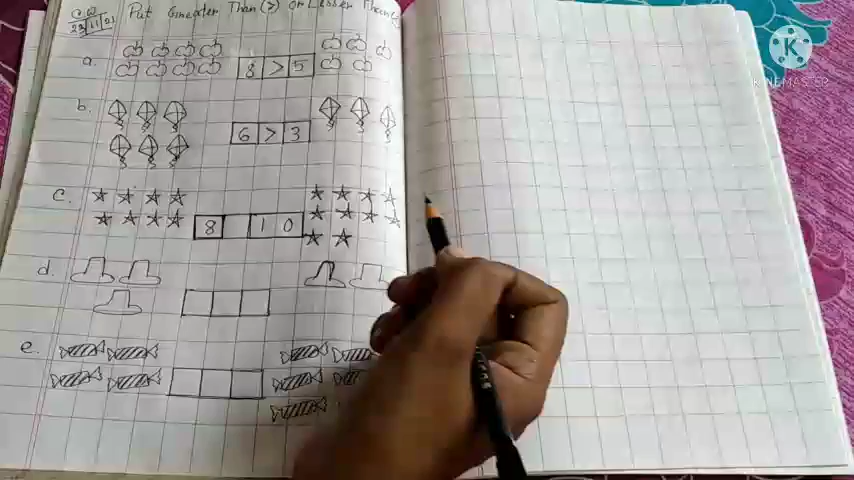 C.W
23/11/21
Put Greater Than (>) or Lesser Than (<
a. 8 > 5
b. 6 > 3
c. 8 10
d.
e.
KINEMASTER